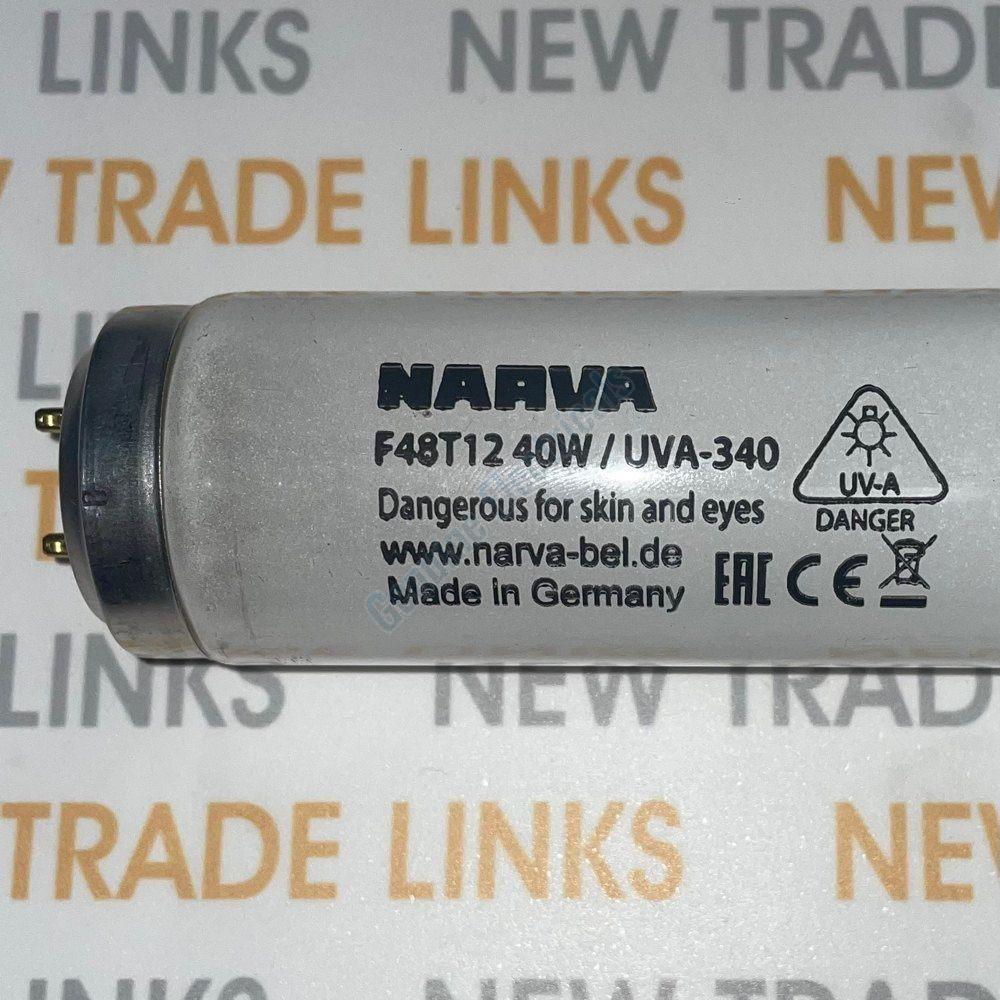 LINKS NEW TRADE
TRADE LINKS NEW
NARVA
F48T12 40W / UVA-340
Dangerous for skin and eyes
www.narva-bel.de
Made in Germany
UV-A
DANGER
EAC CE
LINKS NEW TRAD
TRADE LINKS NEW